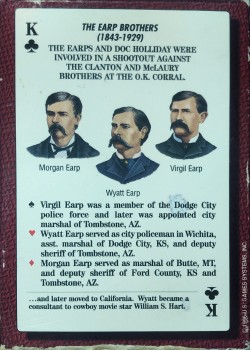 K
THE EARP BROTHERS
(1843-1929)
THE EARPS AND DOC HOLLIDAY WERE
INVOLVED IN A SHOOTOUT AGAINST
THE CLANTON AND McLAURY
BROTHERS AT THE O.K. CORRAL.
Morgan Earp
Virgil Earp
Wyatt Earp
♠ Virgil Earp was a member of the Dodge City
police force and later was appointed city
marshal of Tombstone, AZ.
♥ Wyatt Earp served as city policeman in Wichita,
asst. marshal of Dodge City, KS, and deputy
sheriff of Tombstone, AZ.
♦ Morgan Earp served as marshal of Butte, MT,
and deputy sheriff of Ford County, KS and
Tombstone, AZ.
...and later moved to California. Wyatt became a
consultant to cowboy movie star William S. Hart.
K
U.S. GAMES SYSTEMS, INC.